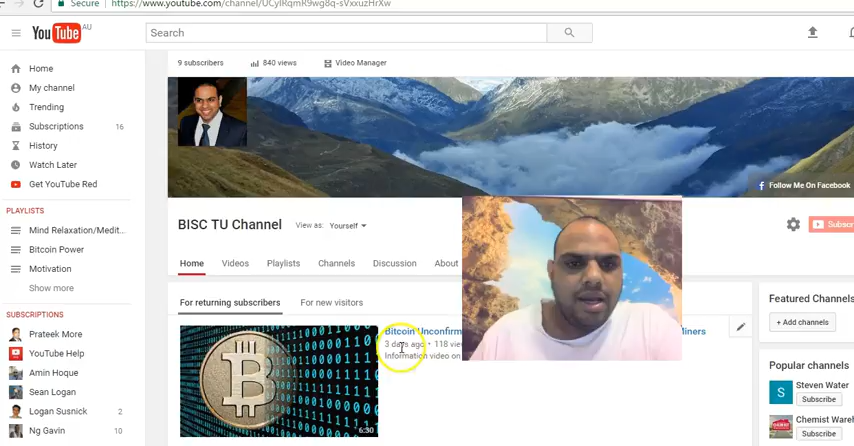 Secure
https://www.youtube.com/channel/
YouTube AU
Search
9 subscribers
840 views
Video Manager
Home
My channel
Trending
Subscriptions 16
History
Watch Later
Get YouTube Red
Follow Me On Facebook
PLAYLISTS
BISC TU Channel
View as: Yourself
Subscr
Mind Relaxation/Medit...
Bitcoin Power
Motivation
Show more
Home Videos Playlists Channels Discussion About
SUBSCRIPTIONS
Prateek More
YouTube Help
Amin Hoque
Sean Logan
Logan Susnick 2
Ng Gavin 10
For returning subscribers For new visitors
Bitcoin Unconfirm
Miners
3 days ago • 118 vie
Information video on
6:30
Featured Channels
+ Add channels
Popular channels
Steven Water
Subscribe
Chemist Ware
Subscribe